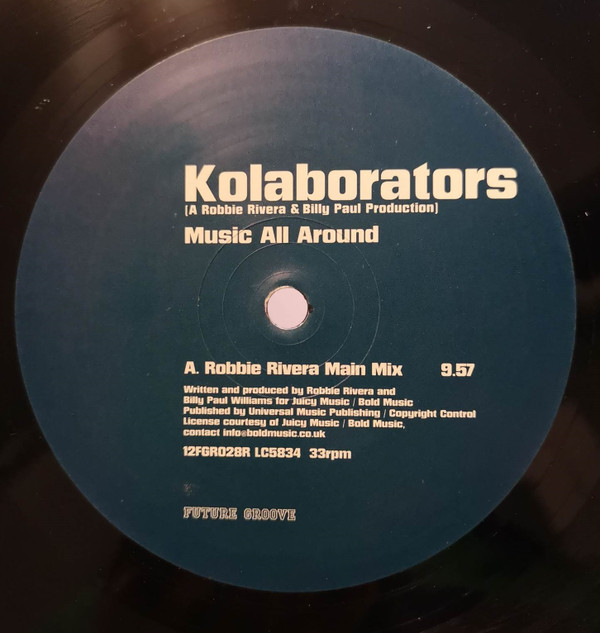 Kolaborators
(A Robbie Rivera & Billy Paul Production)
Music All Around
A. Robbie Rivera Main Mix 9.57
Written and produced by Robbie Rivera and
Billy Paul Williams for Juicy Music / Bold Music
Published by Universal Music Publishing / Copyright Control
License courtesy of Juicy Music / Bold Music,
contact info@boldmusic.co.uk
12FGR028R LC5834 33rpm
FUTURE GROOVE